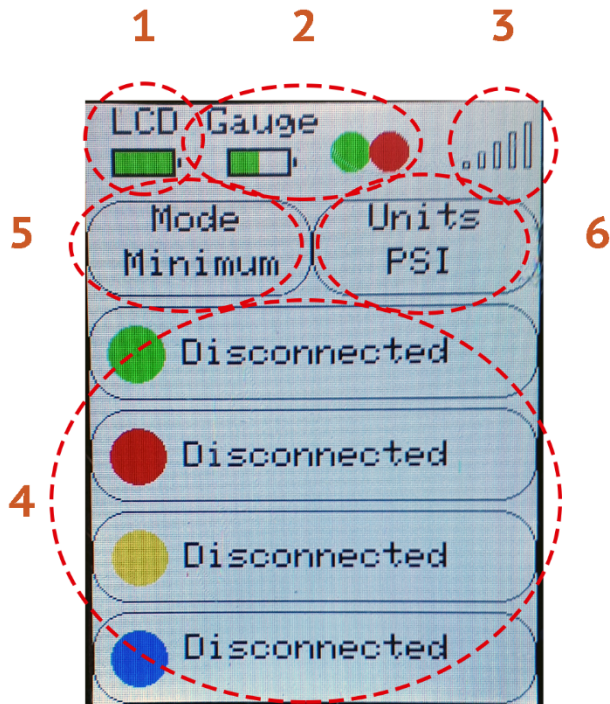 1 2 3
LCD Gauge
5 Mode Units 6
Minimum PSI
Disconnected
Disconnected
4
Disconnected
Disconnected